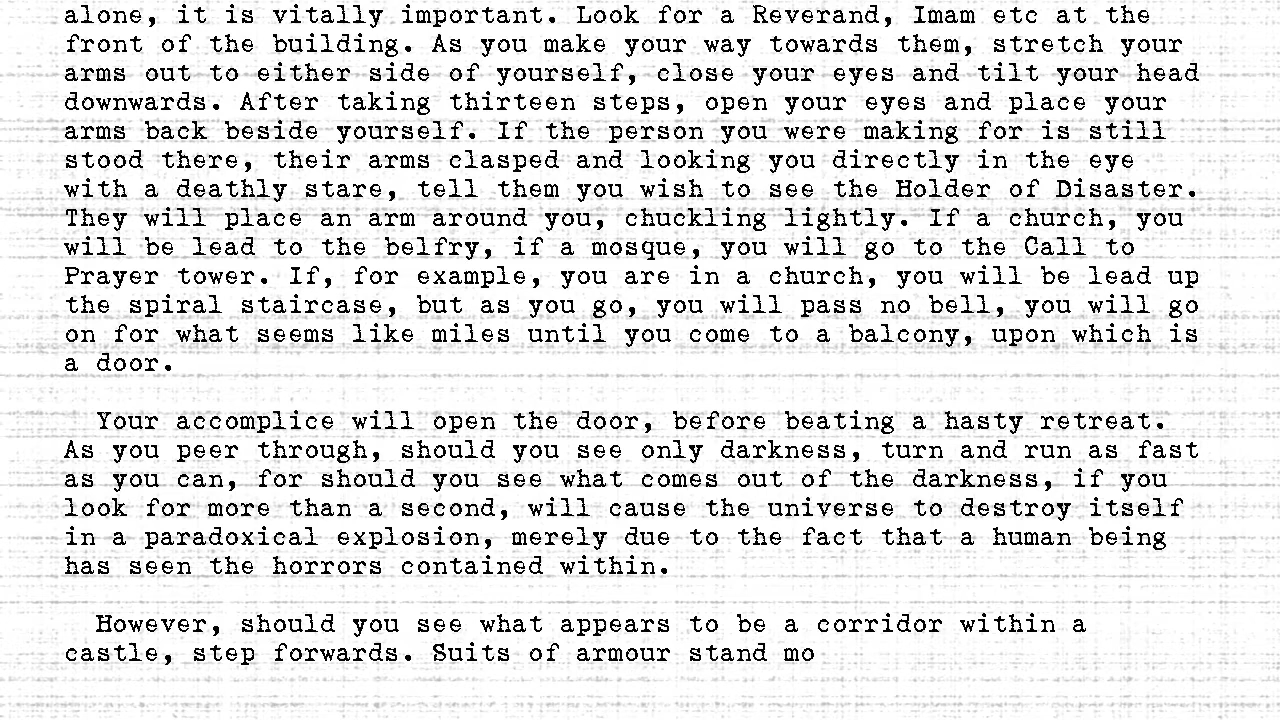 alone, it is vitally important. Look for a Reverand, Imam etc at the
front of the building. As you make your way towards them, stretch your
arms out to either side of yourself, close your eyes and tilt your head
downwards. After taking thirteen steps, open your eyes and place your
arms back beside yourself. If the person you were making for is still
stood there, their arms clasped and looking you directly in the eye
with a deathly stare, tell them you wish to see the Holder of Disaster.
They will place an arm around you, chuckling lightly. If a church, you
will be lead to the belfry, if a mosque, you will go to the Call to
Prayer tower. If, for example, you are in a church, you will be lead up
the spiral staircase, but as you go, you will pass no bell, you will go
on for what seems like miles until you come to a balcony, upon which is
a door.
Your accomplice will open the door, before beating a hasty retreat.
As you peer through, should you see only darkness, turn and run as fast
as you can, for should you see what comes out of the darkness, if you
look for more than a second, will cause the universe to destroy itself
in a paradoxical explosion, merely due to the fact that a human being
has seen the horrors contained within.
However, should you see what appears to be a corridor within a
castle, step forwards. Suits of armour stand mo